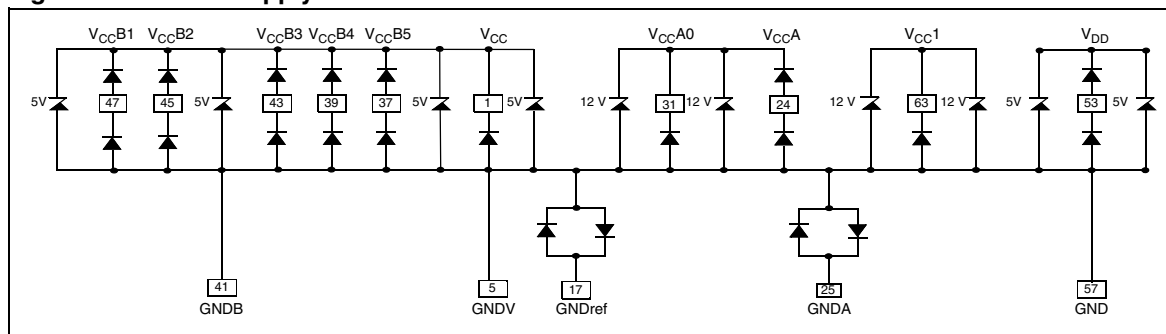 VCCB1 VCCB2 VCCB3 VCCB4 VCCB5 VCC VCCA0 VCCA VCC1 VDD
5V 47 45 5V 43 39 37 5V 1 5V 12 V 31 12 V 24 12 V 63 12 V 5V 53 5V
41 5 17 25 57
GNDB GNDV GNDref GNDA GND